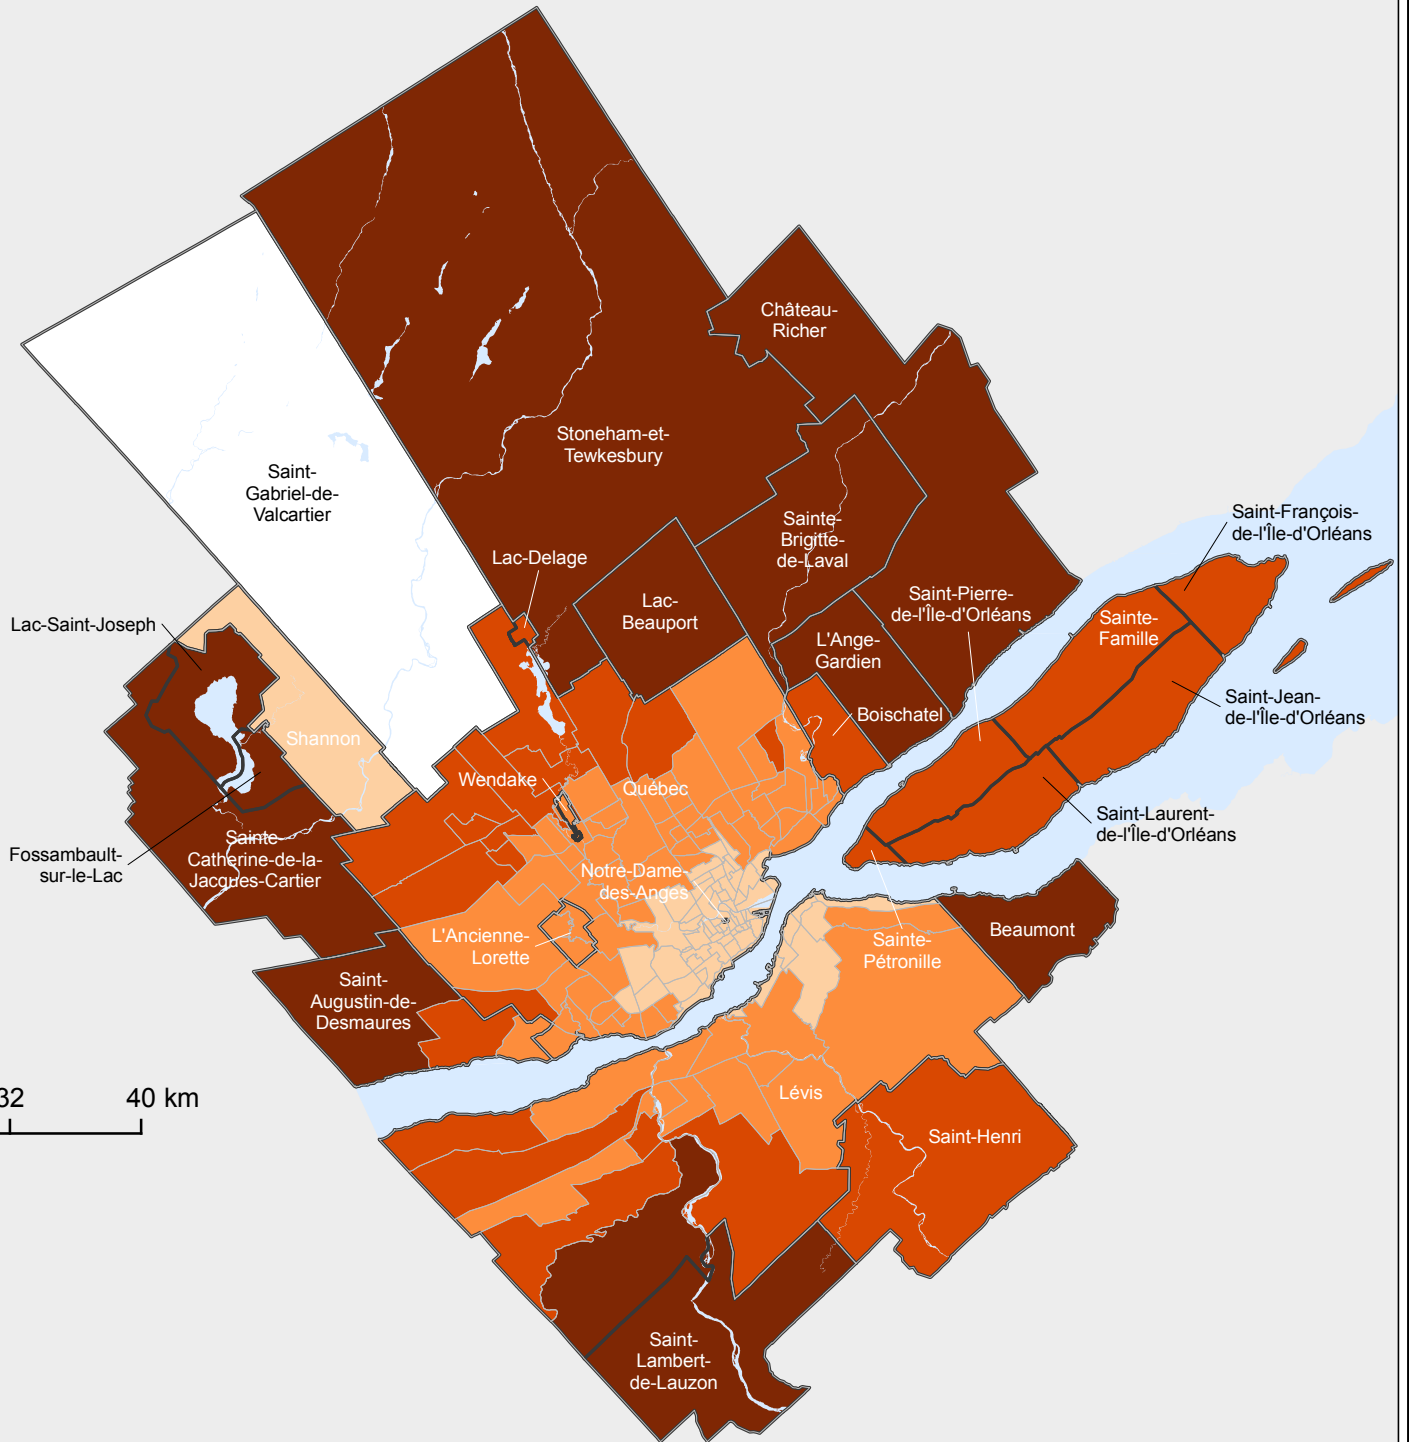 Château-
Richer
Stoneham-et-
Tewkesbury
Saint-
Gabriel-de-
Valcartier
Sainte-
Brigitte-
de-Laval
Saint-François-
de-l'Île-d'Orléans
Lac-Delage
Lac-
Beauport
Saint-Pierre-
de-l'Île-d'Orléans
Sainte-
Famille
Lac-Saint-Joseph
L'Ange-
Gardien
Saint-Jean-
de-l'Île-d'Orléans
Boischatel
Shannon
Wendake
Québec
Saint-Laurent-
de-l'Île-d'Orléans
Fossambault-
sur-le-Lac
Sainte-
Catherine-de-la-
Jacques-Cartier
Notre-Dame-
des-Anges
L'Ancienne-
Lorette
Sainte-
Pétronille
Beaumont
Saint-
Augustin-de-
Desmaures
32 40 km
Lévis
Saint-Henri
Saint-
Lambert-
de-Lauzon